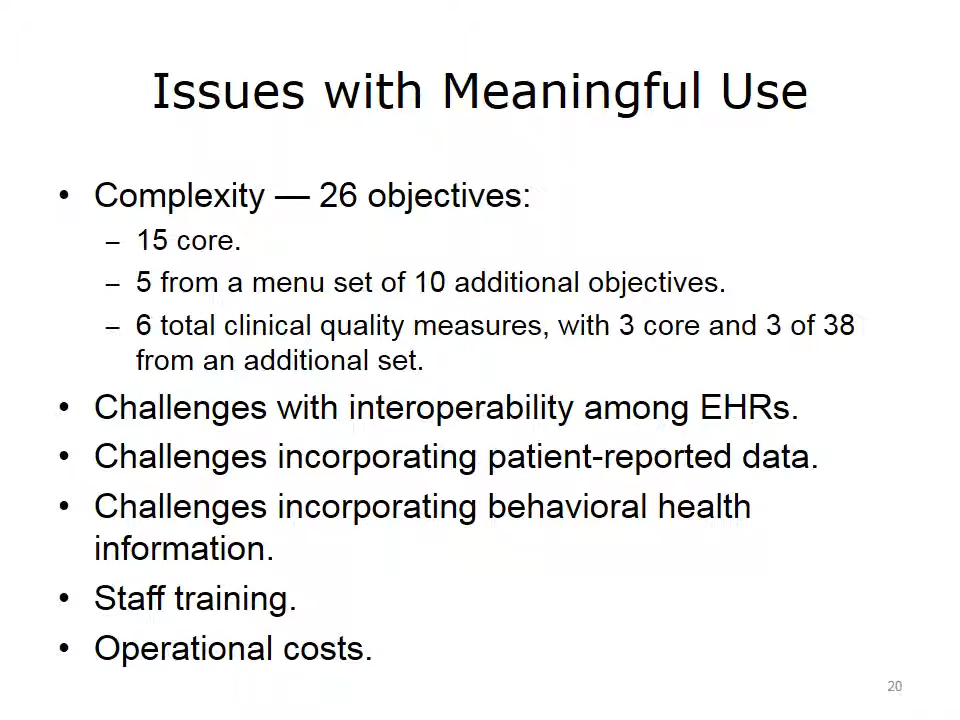 Issues with Meaningful Use
• Complexity — 26 objectives:
– 15 core.
– 5 from a menu set of 10 additional objectives.
– 6 total clinical quality measures, with 3 core and 3 of 38
from an additional set.
• Challenges with interoperability among EHRs.
• Challenges incorporating patient-reported data.
• Challenges incorporating behavioral health
information.
• Staff training.
• Operational costs.
20